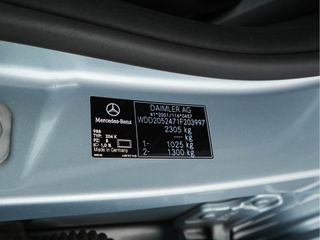 Mercedes-Benz
988
TYP: 204 K
Made in Germany
DAIMLER AG
e1*2001/116*0457
WDD2052471F203997
2305 kg
---- kg
1- 1025 kg
2- 1300 kg